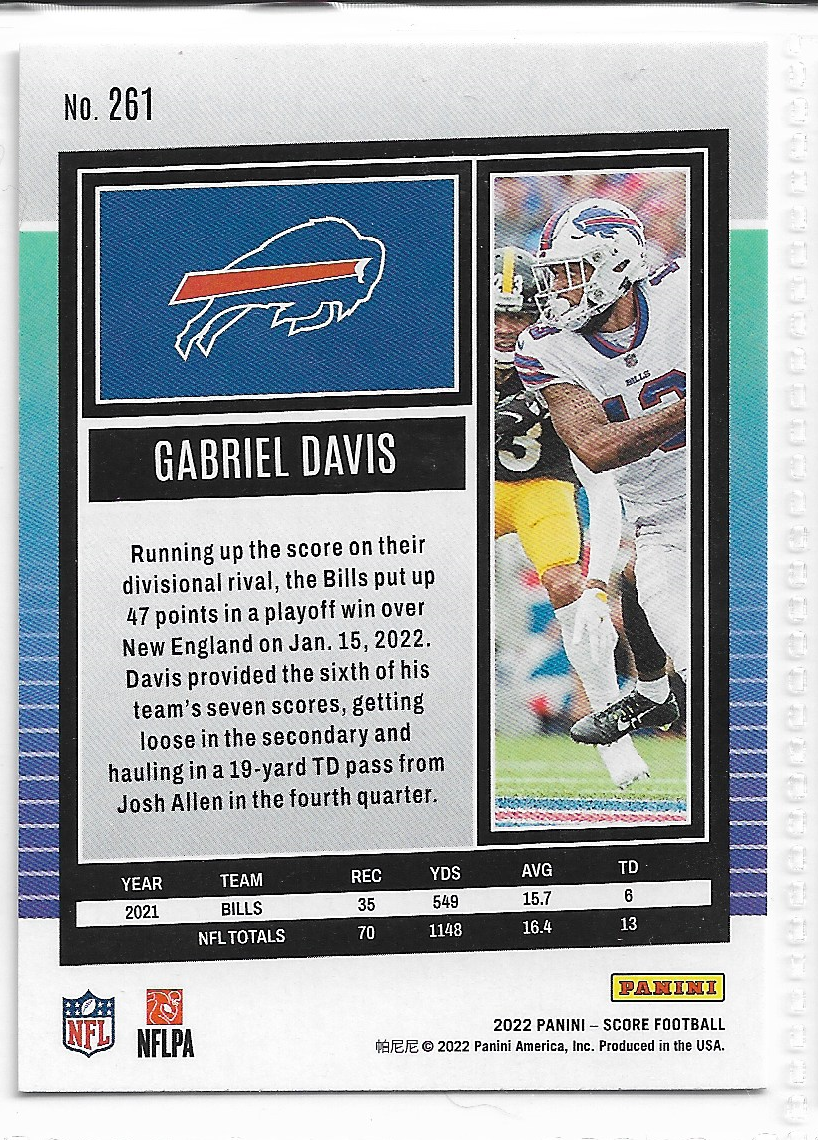 No. 261
GABRIEL DAVIS
Running up the score on their
divisional rival, the Bills put up
47 points in a playoff win over
New England on Jan. 15, 2022.
Davis provided the sixth of his
team's seven scores, getting
loose in the secondary and
hauling in a 19-yard TD pass from
Josh Allen in the fourth quarter.
BILLS
13
3
YEAR TEAM REC YDS AVG TD
2021 BILLS 35 549 15.7 6
NFL TOTALS 70 1148 16.4 13
NFL
NFLPA
PANINI
2022 PANINI – SCORE FOOTBALL
帕尼尼 © 2022 Panini America, Inc. Produced in the USA.